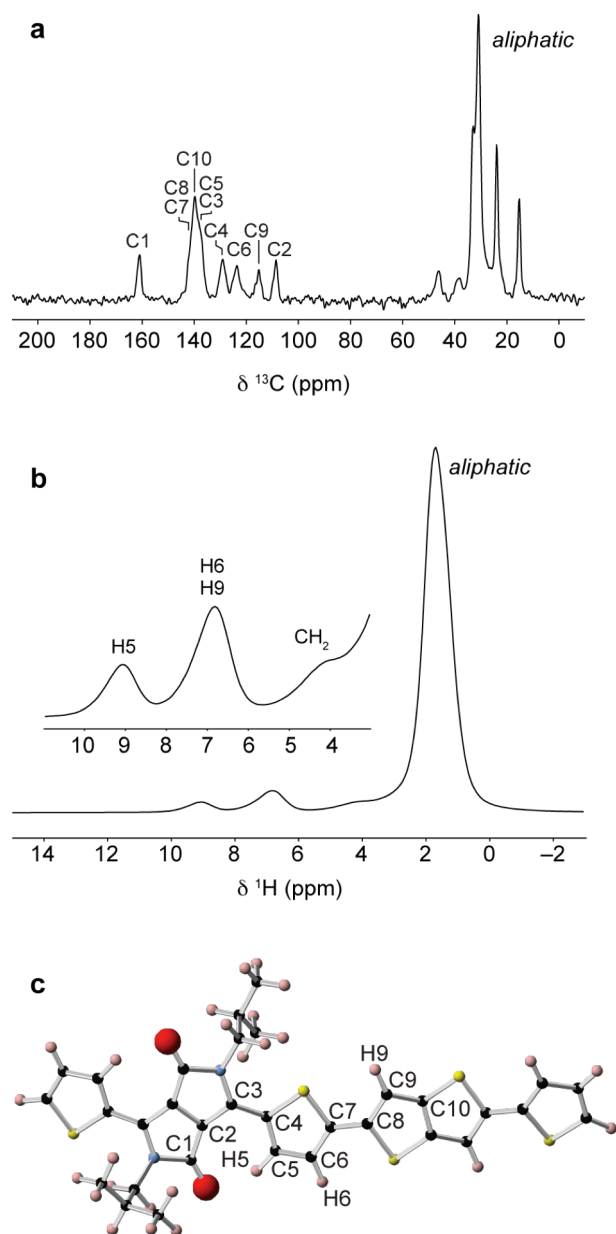 a
aliphatic
C10
C8 C5
C7 C3
C1
C4
C6
C9
C2
200 180 160 140 120 100 80 60 40 20 0
δ ¹³C (ppm)
b
aliphatic
H6
H9
H5
CH₂
10 9 8 7 6 5 4
14 12 10 8 6 4 2 0 −2
δ ¹H (ppm)
c
H9
C9
C3
C10
C7
C8
C1
C2
C4
H5
C5
C6
H6